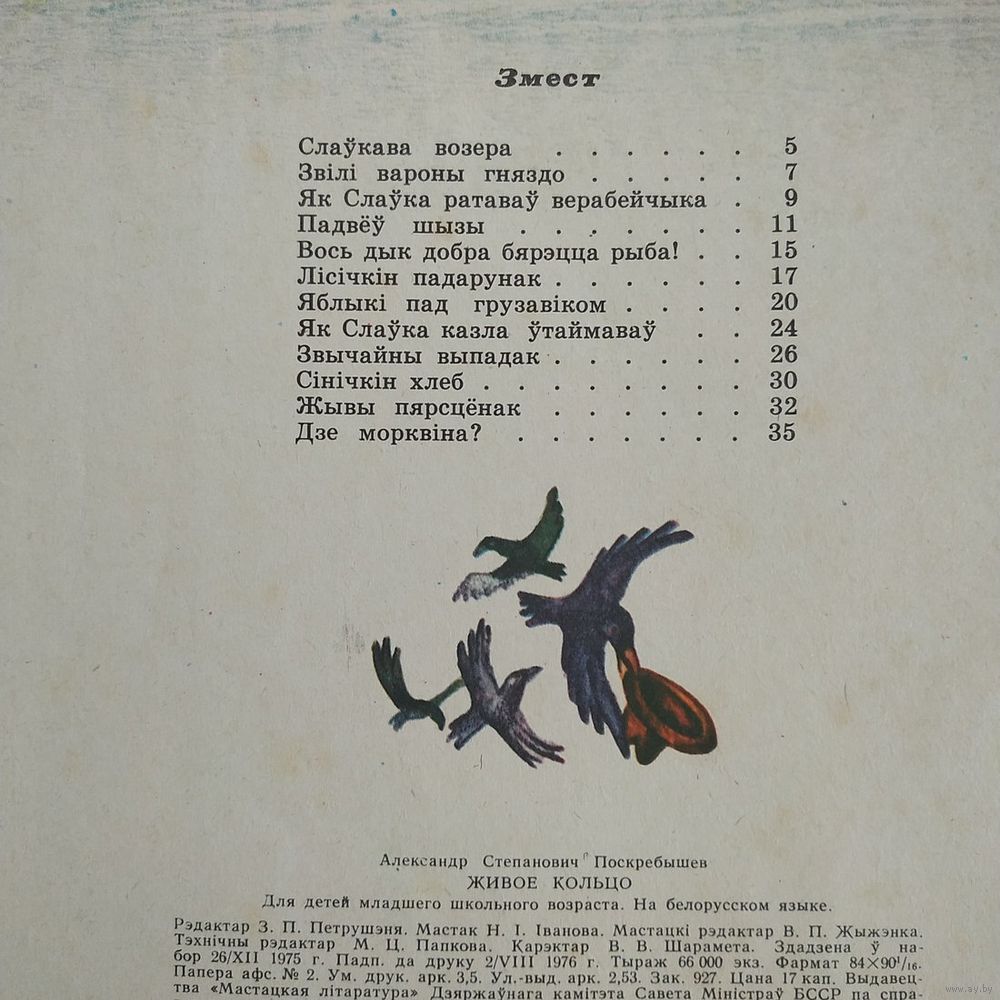 Змест
Слаўкава возера . . . . . . 5
Звілі вароны гняздо . . . . . 7
Як Слаўка ратаваў верабейчыка . 9
Падвёў шызы . . . . . . . 11
Вось дык добра бярэцца рыба! . . 15
Лісічкін падарунак . . . . . . 17
Яблыкі пад грузавіком . . . . 20
Як Слаўка казла ўтаймаваў . . 24
Звычайны выпадак . . . . . . 26
Сінічкін хлеб . . . . . . . . 30
Жывы пярсцёнак . . . . . . 32
Дзе морквіна? . . . . . . . 35
Александр Степанович Поскребышев
ЖИВОЕ КОЛЬЦО
Для детей младшего школьного возраста. На белорусском языке.
Рэдактар З. П. Петрушэня. Мастак Н. І. Іванова. Мастацкі рэдактар В. П. Жыжэнка.
Тэхнічны рэдактар М. Ц. Папкова. Карэктар В. В. Шарамета. Здадзена ў на-
бор 26/XII 1975 г. Падп. да друку 2/VIII 1976 г. Тыраж 66 000 экз. Фармат 84×90¹/₁₆.
Папера афс. № 2. Ум. друк. арк. 3,5. Ул.-выд. арк. 2,53. Зак. 927. Цана 17 кап. Выдавец-
тва «Мастацкая літаратура» Дзяржаўнага камітэта Савета Міністраў БССР па спра-
www.ay.by